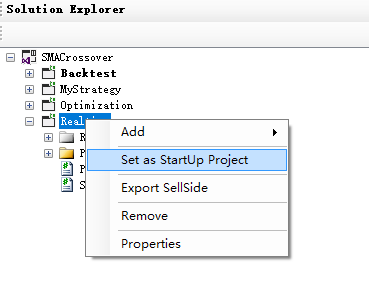 Solution Explorer
SMACrossover
Backtest
MyStrategy
Optimization
Add
Set as StartUp Project
Export SellSide
Remove
Properties